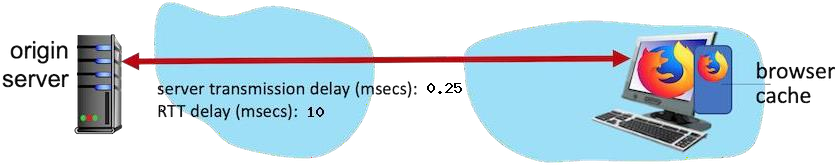 origin
server
server transmission delay (msecs): 0.25
RTT delay (msecs): 10
browser
cache